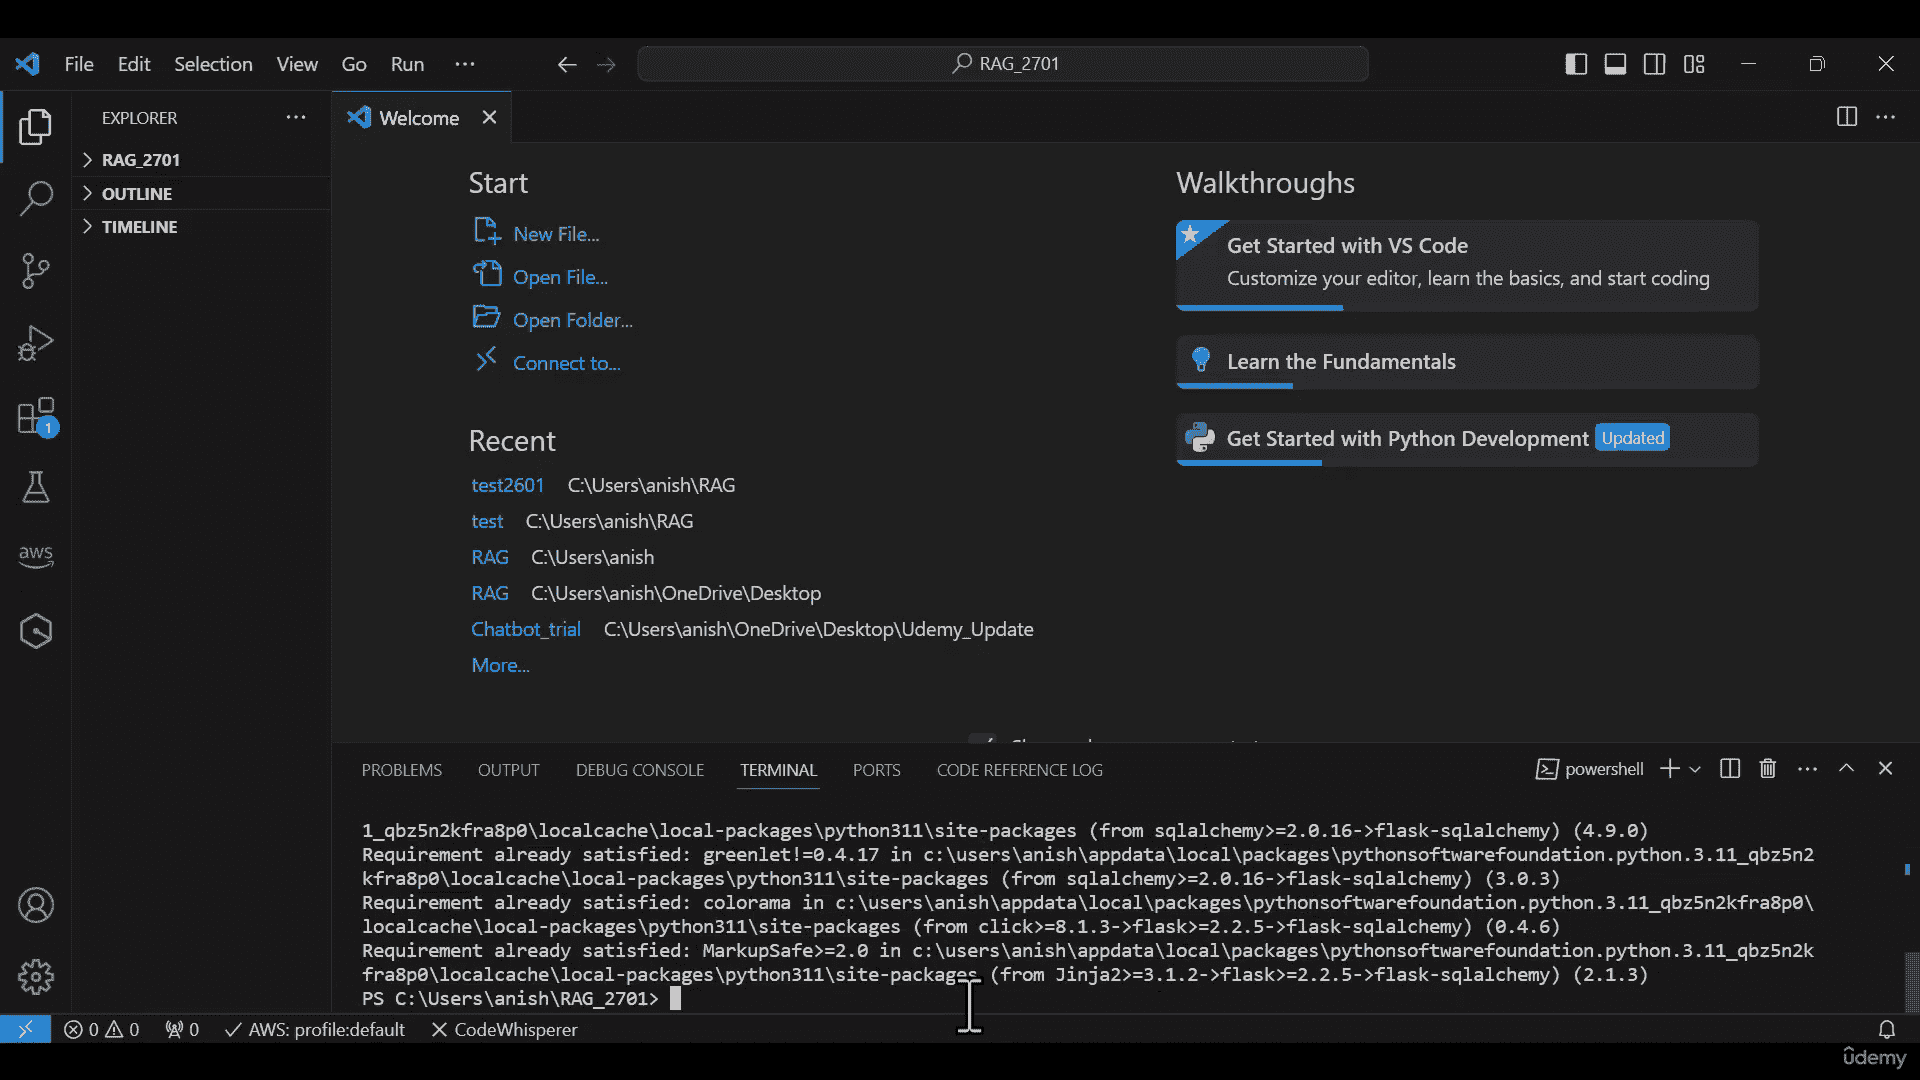 File Edit Selection View Go Run ··· RAG_2701
EXPLORER ···
Welcome
RAG_2701
OUTLINE
TIMELINE
Start
New File...
Open File...
Open Folder...
Connect to...
Walkthroughs
Get Started with VS Code
Customize your editor, learn the basics, and start coding
Learn the Fundamentals
Get Started with Python Development Updated
1
aws
Recent
test2601 C:\Users\anish\RAG
test C:\Users\anish\RAG
RAG C:\Users\anish
RAG C:\Users\anish\OneDrive\Desktop
Chatbot_trial C:\Users\anish\OneDrive\Desktop\Udemy_Update
More...
PROBLEMS OUTPUT DEBUG CONSOLE TERMINAL PORTS CODE REFERENCE LOG powershell
1_qbz5n2kfra8p0\localcache\local-packages\python311\site-packages (from sqlalchemy>=2.0.16->flask-sqlalchemy) (4.9.0)
Requirement already satisfied: greenlet!=0.4.17 in c:\users\anish\appdata\local\packages\pythonsoftwarefoundation.python.3.11_qbz5n2
kfra8p0\localcache\local-packages\python311\site-packages (from sqlalchemy>=2.0.16->flask-sqlalchemy) (3.0.3)
Requirement already satisfied: colorama in c:\users\anish\appdata\local\packages\pythonsoftwarefoundation.python.3.11_qbz5n2kfra8p0\
localcache\local-packages\python311\site-packages (from click>=8.1.3->flask>=2.2.5->flask-sqlalchemy) (0.4.6)
Requirement already satisfied: MarkupSafe>=2.0 in c:\users\anish\appdata\local\packages\pythonsoftwarefoundation.python.3.11_qbz5n2k
fra8p0\localcache\local-packages\python311\site-packages (from Jinja2>=3.1.2->flask>=2.2.5->flask-sqlalchemy) (2.1.3)
PS C:\Users\anish\RAG_2701>
0 0 0 AWS: profile:default CodeWhisperer
ûdemy